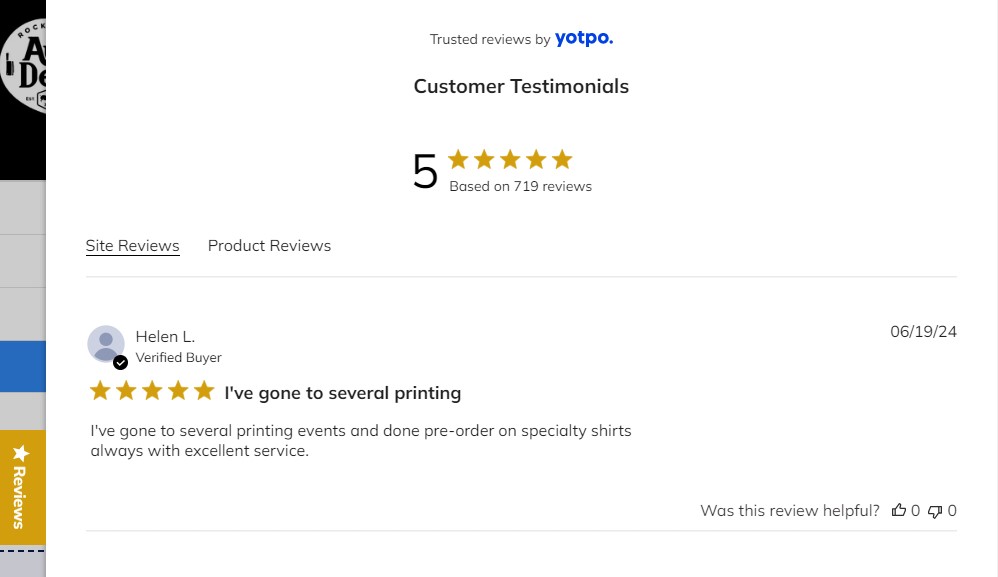 ROCK
Trusted reviews by yotpo.
Customer Testimonials
5
Based on 719 reviews
Site Reviews
Product Reviews
Helen L.
06/19/24
Verified Buyer
I've gone to several printing
I've gone to several printing events and done pre-order on specialty shirts
always with excellent service.
Reviews
Was this review helpful? 0 0